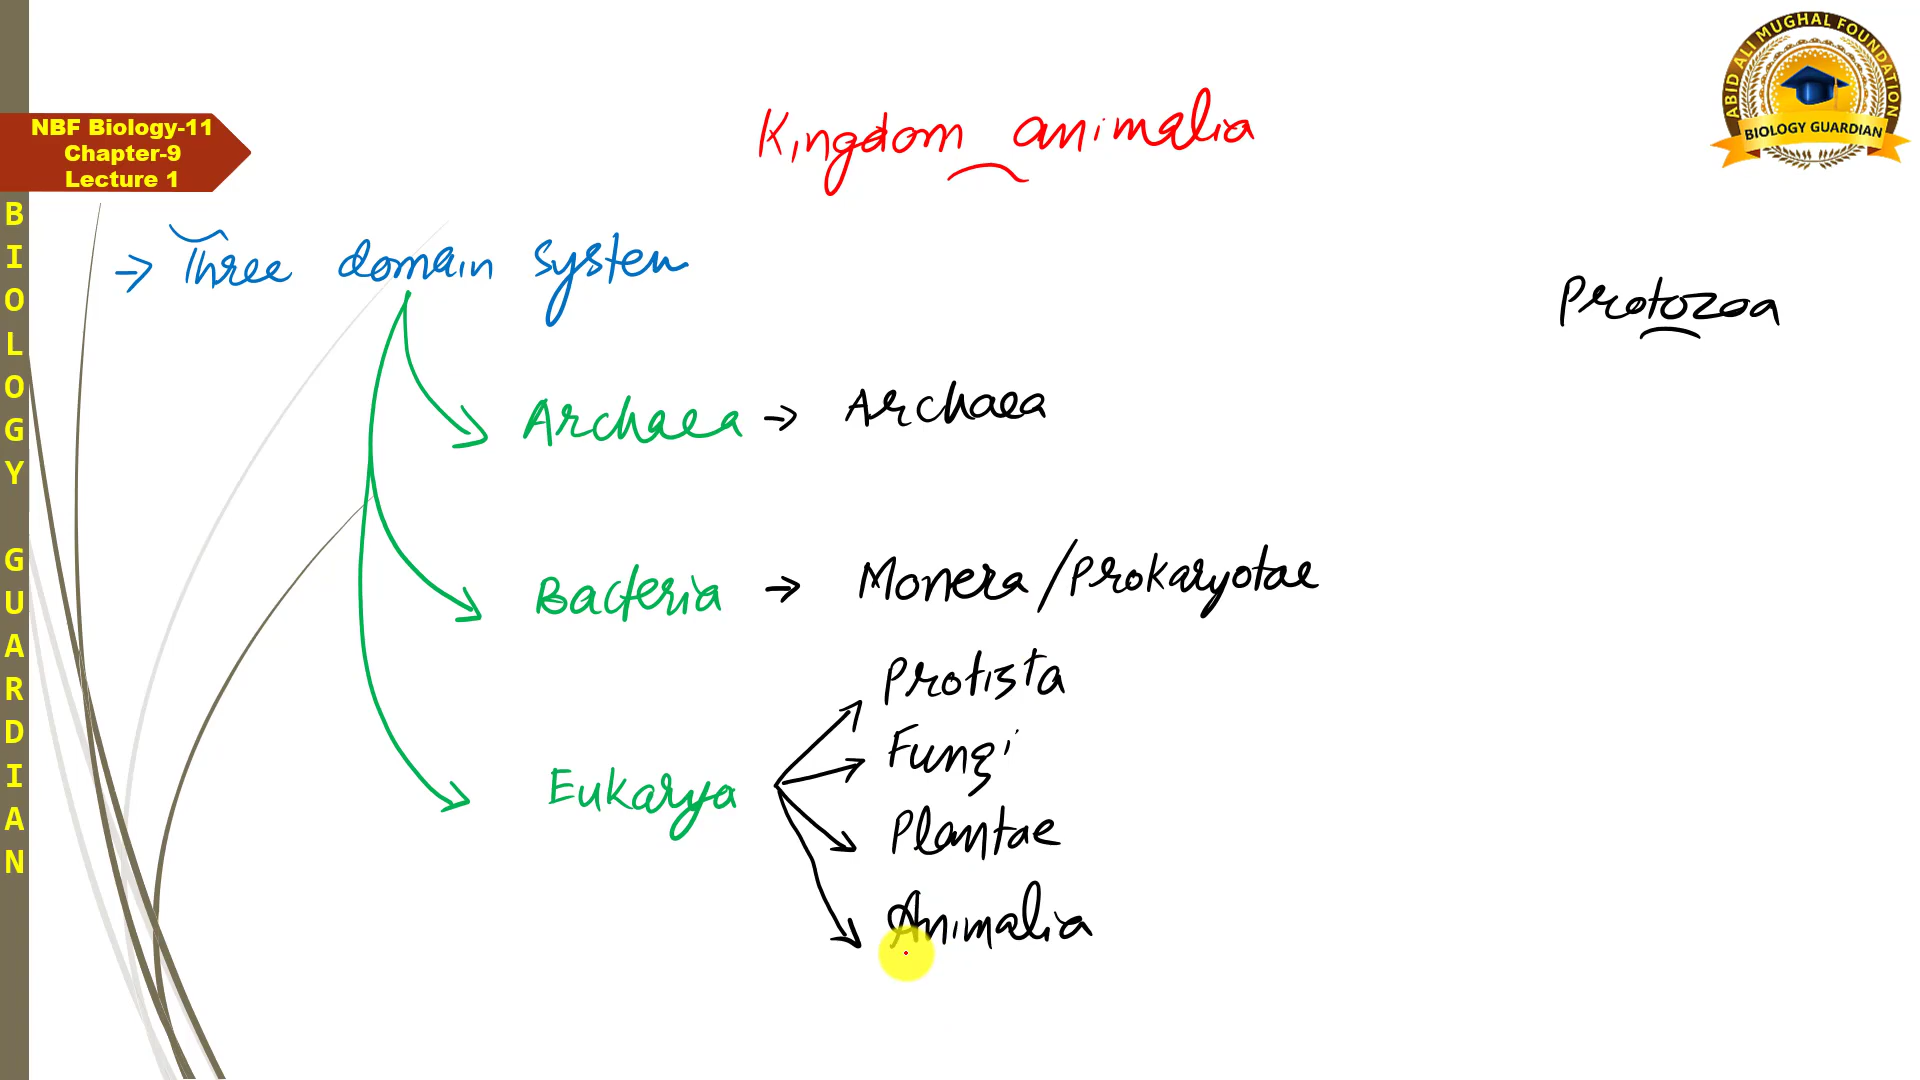 ABID ALI MUGHAL FOUNDATION
BIOLOGY GUARDIAN
NBF Biology-11
Chapter-9
Lecture 1
BIOLOGY GUARDIAN
Kingdom animalia
→ Three domain system
Protozoa
Archaea → Archaea
Bacteria → Monera/Prokaryotae
Protista
Fungi
Eukarya
Plantae
Animalia